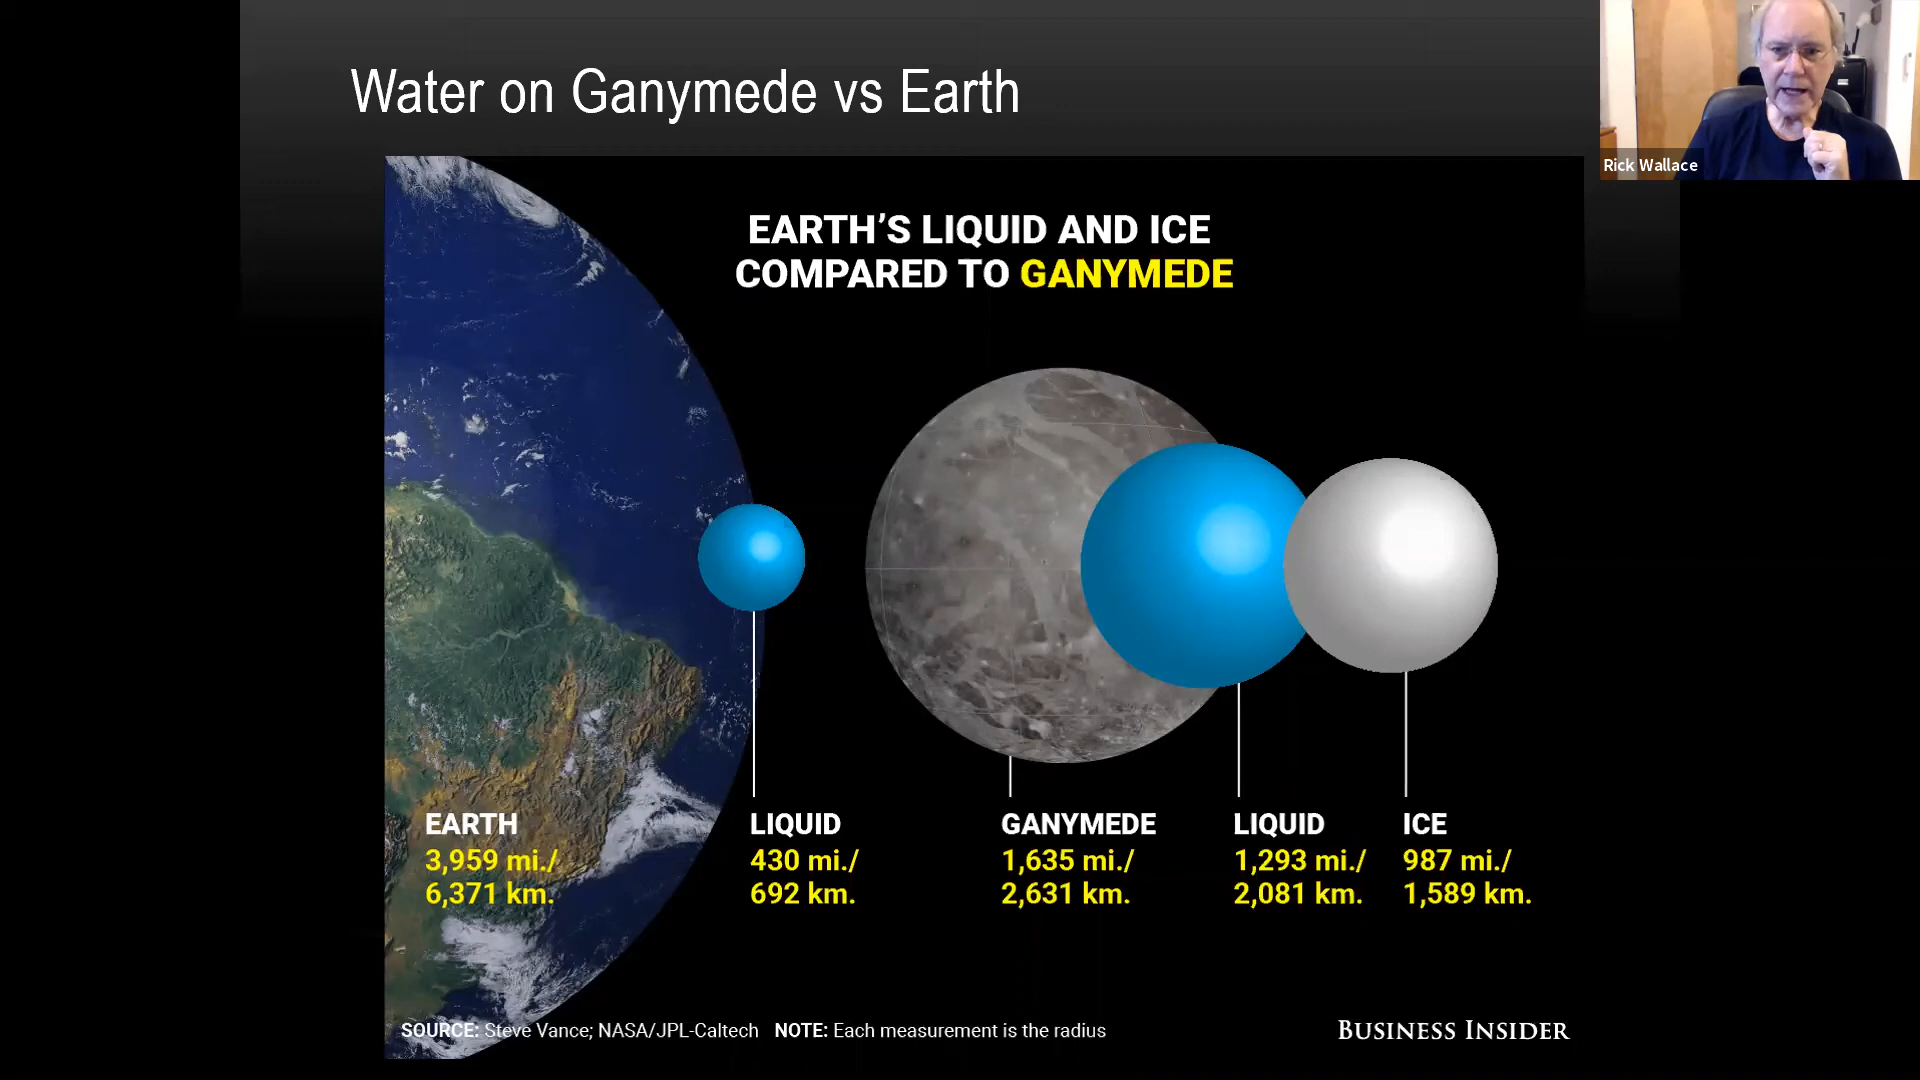 Water on Ganymede vs Earth
Rick Wallace
EARTH’S LIQUID AND ICE
COMPARED TO GANYMEDE
EARTH
3,959 mi./
6,371 km.
LIQUID
430 mi./
692 km.
GANYMEDE
1,635 mi./
2,631 km.
LIQUID
1,293 mi./
2,081 km.
ICE
987 mi./
1,589 km.
SOURCE: Steve Vance; NASA/JPL-Caltech NOTE: Each measurement is the radius
BUSINESS INSIDER